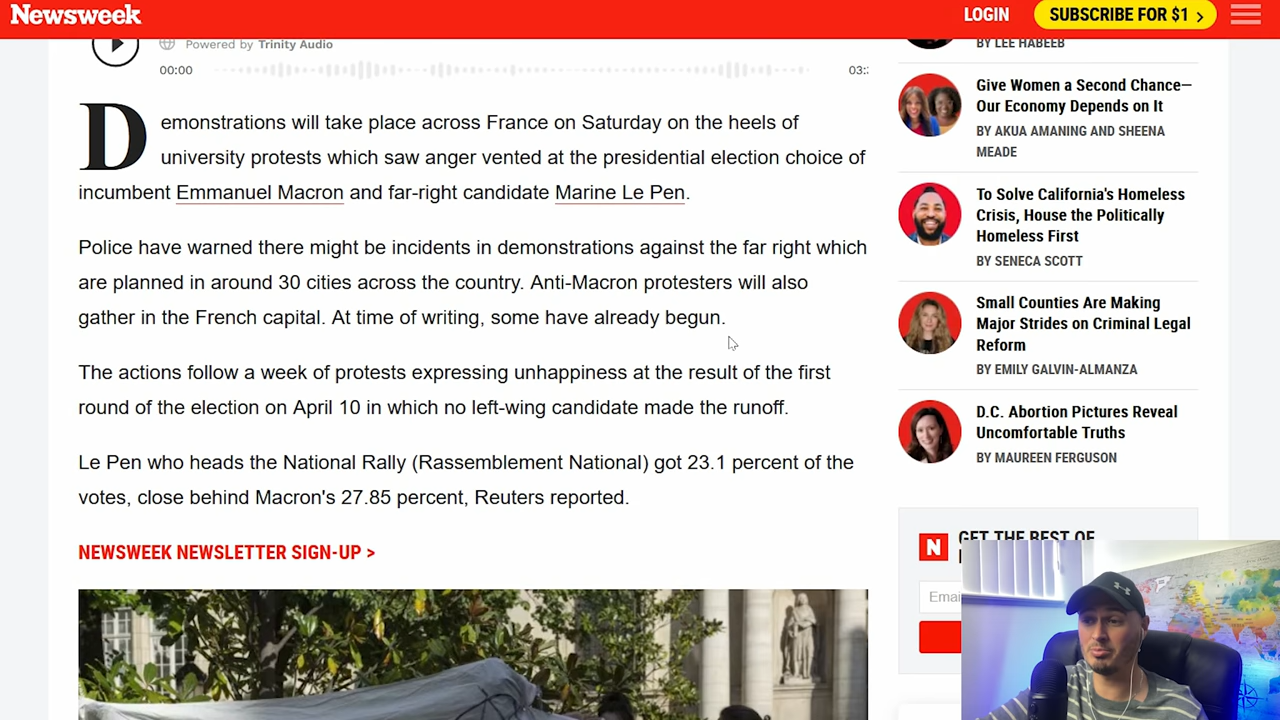 Newsweek
LOGIN
SUBSCRIBE FOR $1 >
Powered by Trinity Audio
00:00
03:
Demonstrations will take place across France on Saturday on the heels of
university protests which saw anger vented at the presidential election choice of
incumbent Emmanuel Macron and far-right candidate Marine Le Pen.
Police have warned there might be incidents in demonstrations against the far right which
are planned in around 30 cities across the country. Anti-Macron protesters will also
gather in the French capital. At time of writing, some have already begun.
The actions follow a week of protests expressing unhappiness at the result of the first
round of the election on April 10 in which no left-wing candidate made the runoff.
Le Pen who heads the National Rally (Rassemblement National) got 23.1 percent of the
votes, close behind Macron's 27.85 percent, Reuters reported.
NEWSWEEK NEWSLETTER SIGN-UP >
BY LEE HABEEB
Give Women a Second Chance—
Our Economy Depends on It
BY AKUA AMANING AND SHEENA
MEADE
To Solve California's Homeless
Crisis, House the Politically
Homeless First
BY SENECA SCOTT
Small Counties Are Making
Major Strides on Criminal Legal
Reform
BY EMILY GALVIN-ALMANZA
D.C. Abortion Pictures Reveal
Uncomfortable Truths
BY MAUREEN FERGUSON
N
GET THE BEST OF
Emai